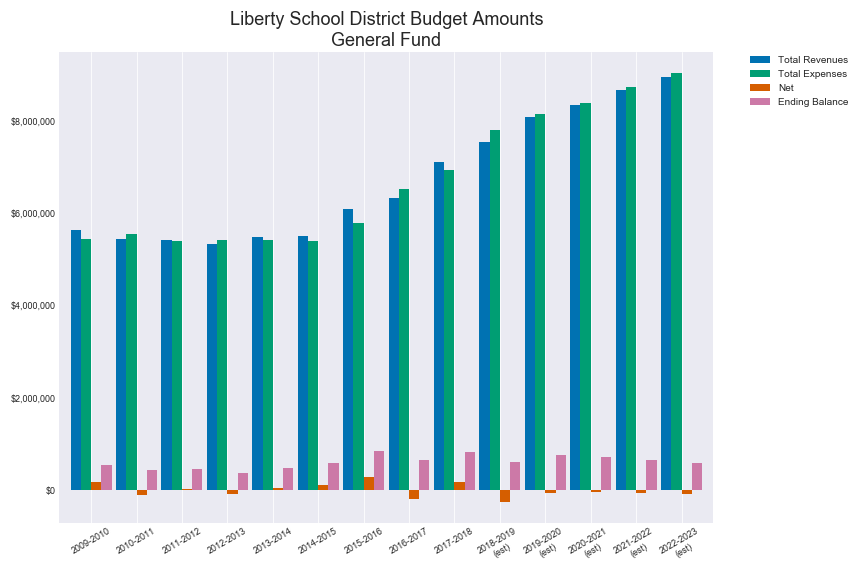 Liberty School District Budget Amounts
General Fund
Total Revenues
Total Expenses
Net
Ending Balance
$8,000,000
$6,000,000
$4,000,000
$2,000,000
$0
2009-2010
2010-2011
2011-2012
2012-2013
2013-2014
2014-2015
2015-2016
2016-2017
2017-2018
2018-2019
(est)
2019-2020
(est)
2020-2021
(est)
2021-2022
(est)
2022-2023
(est)